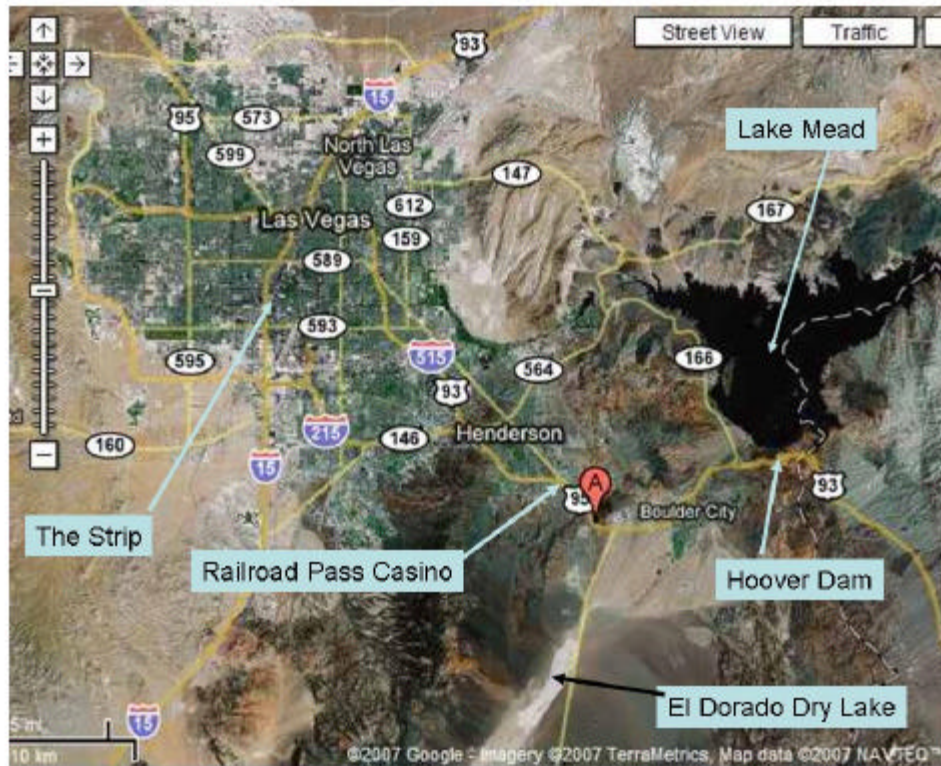 Street View
Traffic
93
15
95
573
599
North Las
Vegas
Lake Mead
147
167
612
Las Vegas
159
589
593
515
595
93
564
166
215
146
Henderson
160
15
95
A
93
Boulder City
The Strip
Railroad Pass Casino
Hoover Dam
El Dorado Dry Lake
15
5 mi
10 km
©2007 Google - Imagery ©2007 TerraMetrics, Map data ©2007 NAVTEQ™